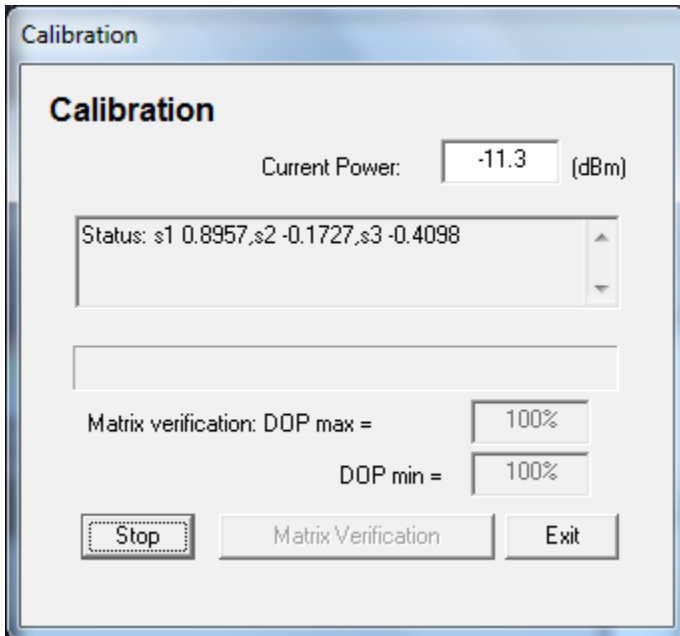 Calibration
Calibration
Current Power: -11.3 (dBm)
Status: s1 0.8957,s2 -0.1727,s3 -0.4098
Matrix verification: DOP max = 100%
DOP min = 100%
Stop Matrix Verification Exit